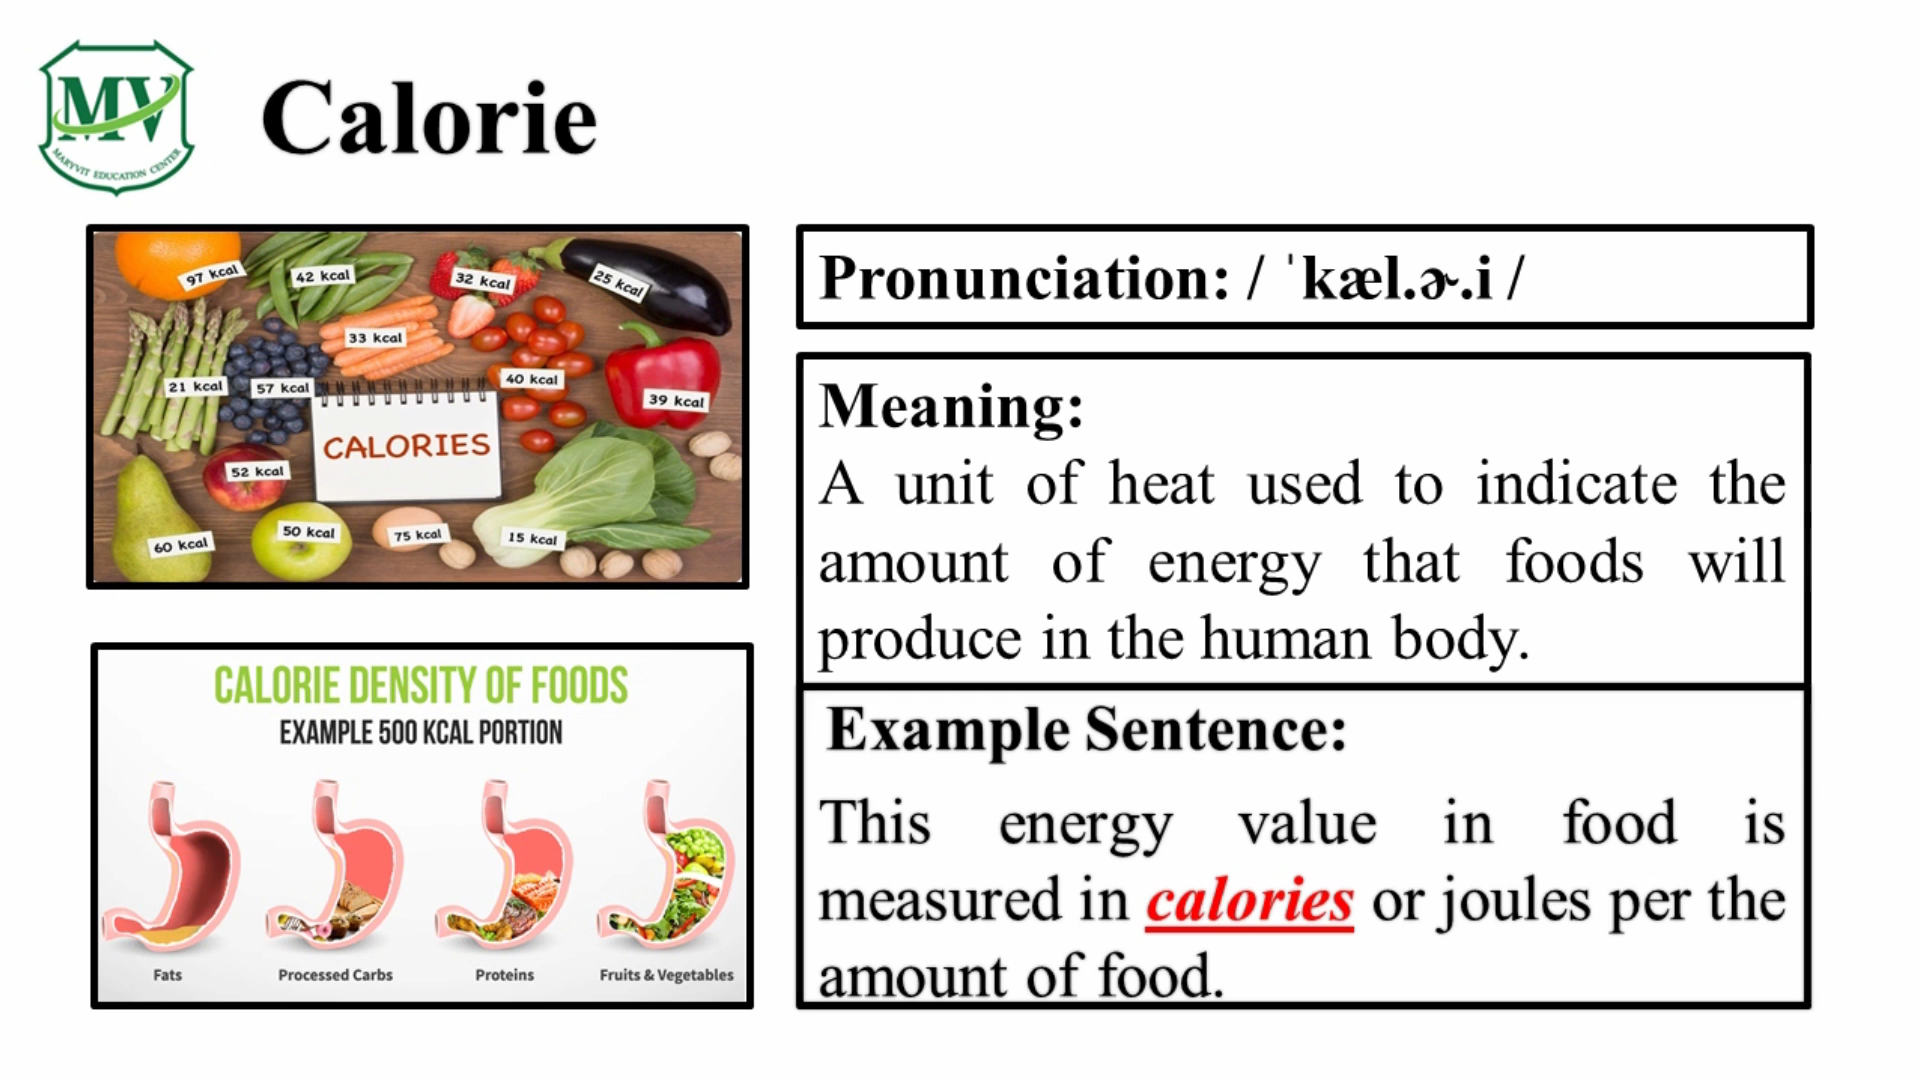 MV
MARYVIT EDUCATION CENTER
Calorie
97 kcal
42 kcal
32 kcal
25 kcal
33 kcal
21 kcal
57 kcal
40 kcal
39 kcal
CALORIES
52 kcal
60 kcal
50 kcal
75 kcal
15 kcal
CALORIE DENSITY OF FOODS
EXAMPLE 500 KCAL PORTION
Fats
Processed Carbs
Proteins
Fruits & Vegetables
Pronunciation: / ˈkæl.ɚ.i /
Meaning:
A unit of heat used to indicate the
amount of energy that foods will
produce in the human body.
Example Sentence:
This energy value in food is
measured in calories or joules per the
amount of food.